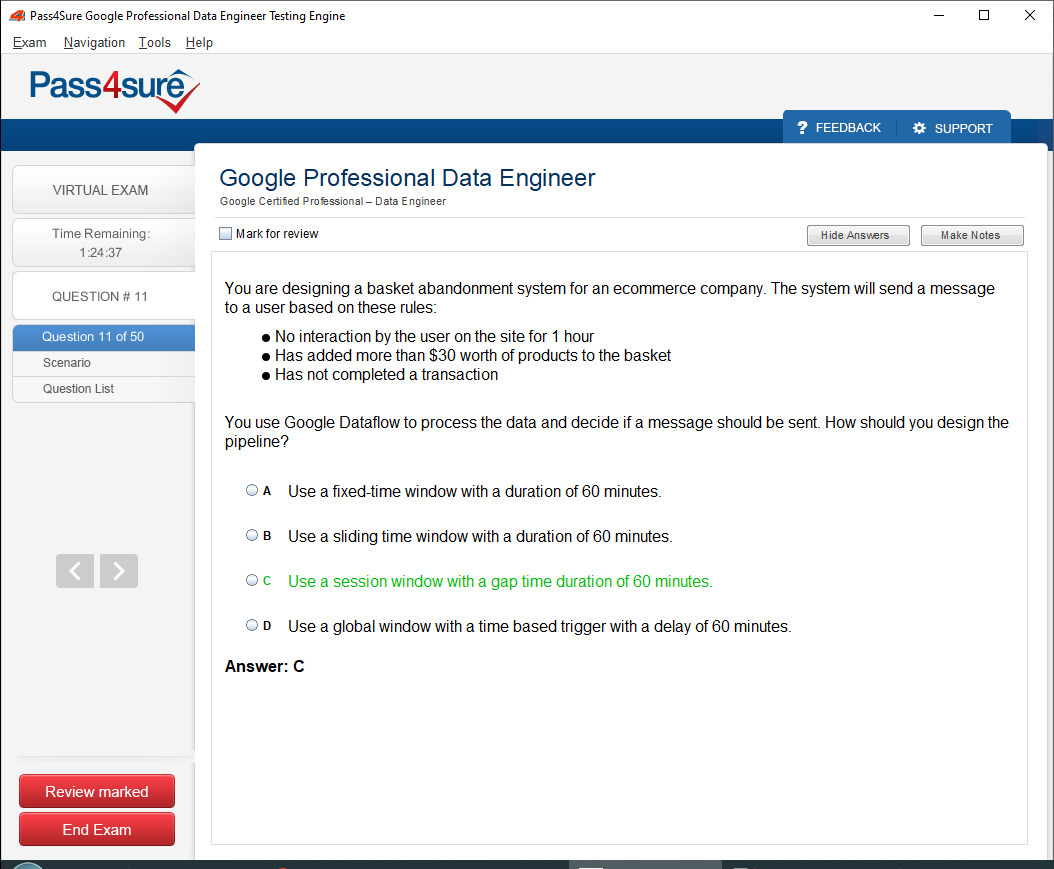 Pass4Sure Google Professional Data Engineer Testing Engine
Exam Navigation Tools Help
Pass4sure
? FEEDBACK SUPPORT
VIRTUAL EXAM
Time Remaining:
1:24:37
QUESTION # 11
Question 11 of 50
Scenario
Question List
Review marked
End Exam
Google Professional Data Engineer
Google Certified Professional – Data Engineer
Mark for review
Hide Answers Make Notes
You are designing a basket abandonment system for an ecommerce company. The system will send a message
to a user based on these rules:
● No interaction by the user on the site for 1 hour
● Has added more than $30 worth of products to the basket
● Has not completed a transaction
You use Google Dataflow to process the data and decide if a message should be sent. How should you design the
pipeline?
A Use a fixed-time window with a duration of 60 minutes.
B Use a sliding time window with a duration of 60 minutes.
C Use a session window with a gap time duration of 60 minutes.
D Use a global window with a time based trigger with a delay of 60 minutes.
Answer: C